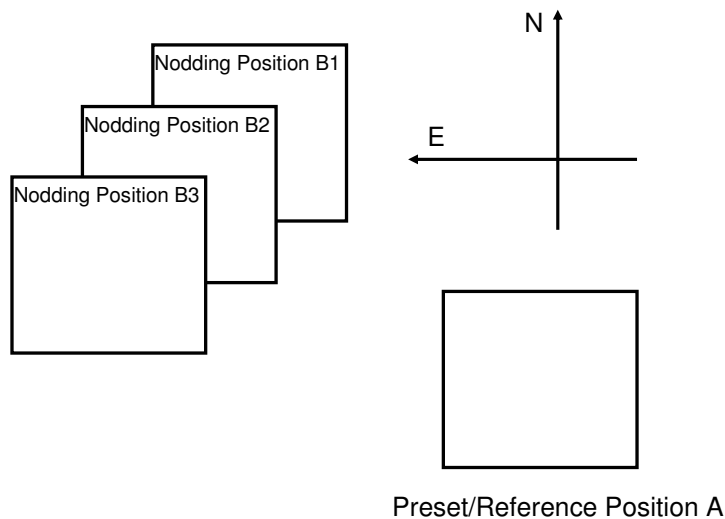 N
Nodding Position B1
Nodding Position B2
E
Nodding Position B3
Preset/Reference Position A